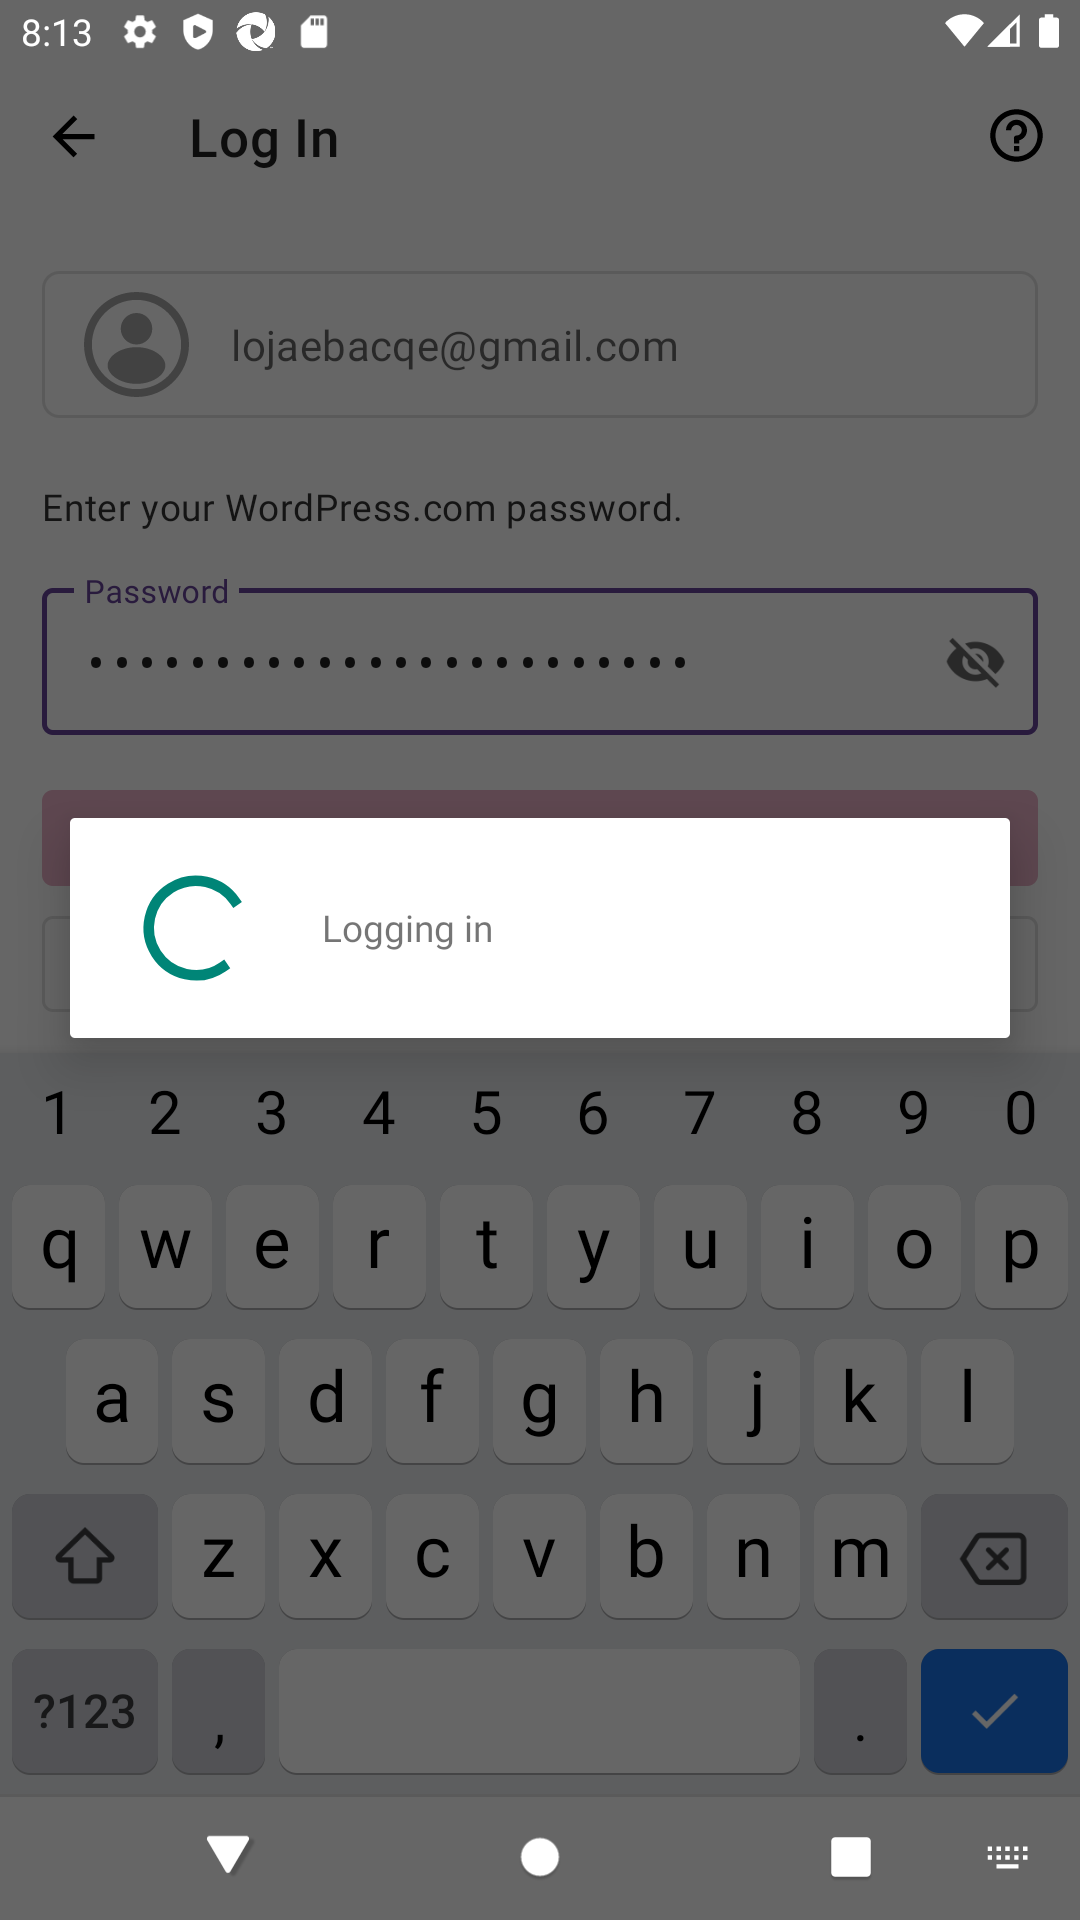 8:13
Log In
lojaebacqe@gmail.com
Enter your WordPress.com password.
Password
••••••••••••••••••••••••
Logging in
1 2 3 4 5 6 7 8 9 0
q w e r t y u i o p
a s d f g h j k l
z x c v b n m
?123 , .